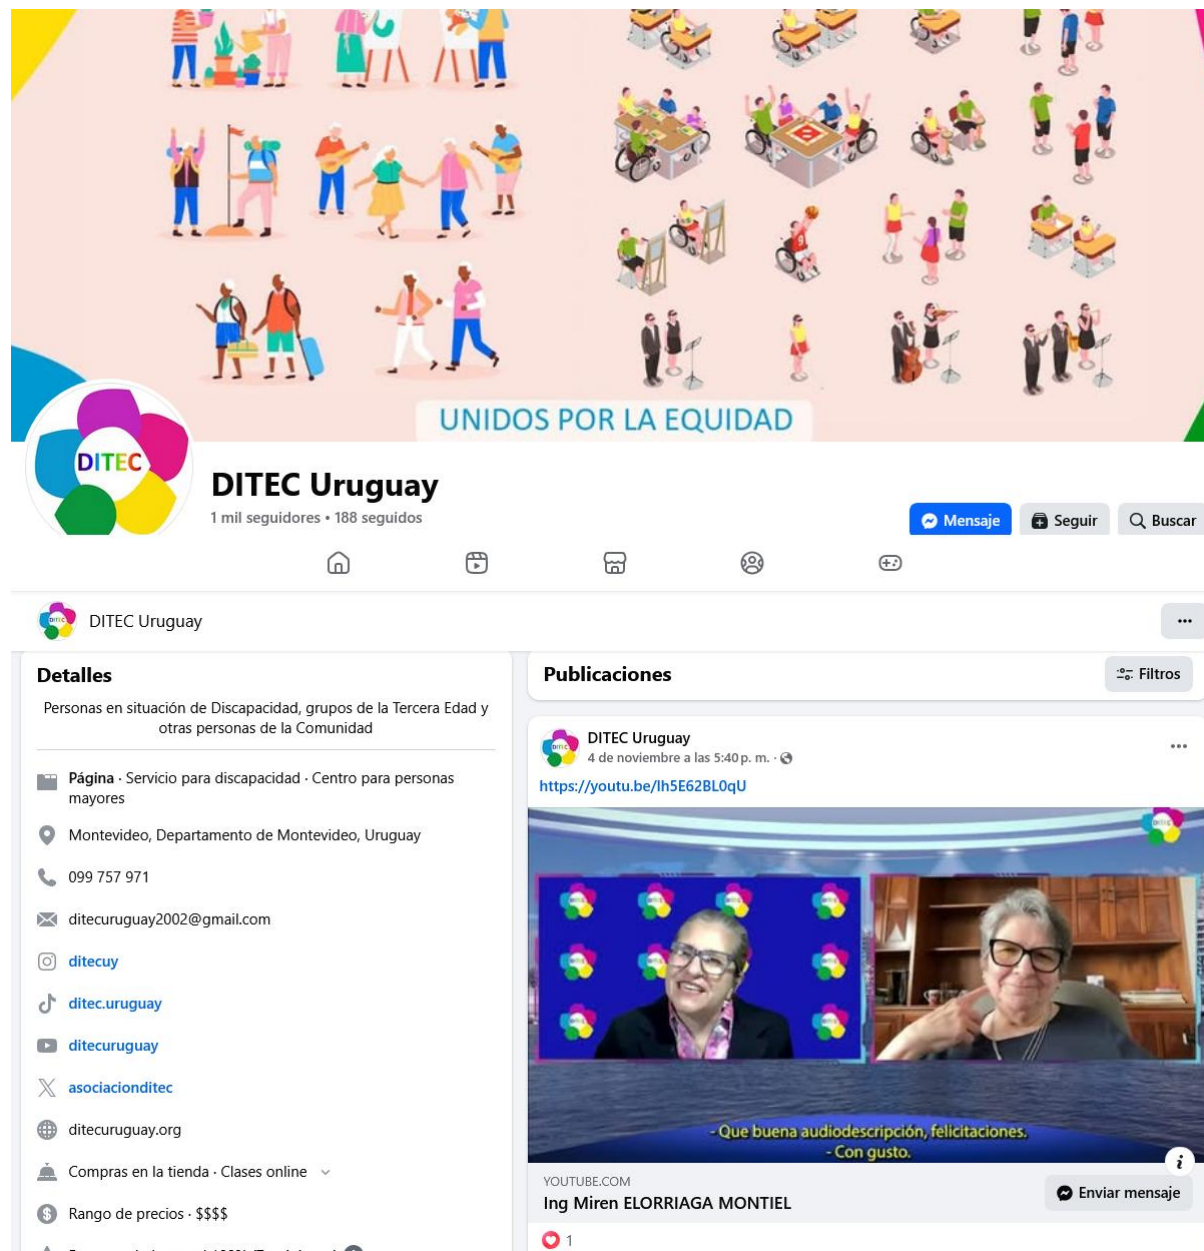 UNIDOS POR LA EQUIDAD
DITEC
DITEC Uruguay
1 mil seguidores • 188 seguidos
Mensaje
Seguir
Buscar
DITEC Uruguay
Detalles
Personas en situación de Discapacidad, grupos de la Tercera Edad y
otras personas de la Comunidad
Página · Servicio para discapacidad · Centro para personas
mayores
Montevideo, Departamento de Montevideo, Uruguay
099 757 971
ditecuruguay2002@gmail.com
ditecuy
ditec.uruguay
ditecuruguay
asociacionditec
ditecuruguay.org
Compras en la tienda · Clases online
Rango de precios · $$$$
Publicaciones
Filtros
DITEC Uruguay
4 de noviembre a las 5:40 p. m. ·
https://youtu.be/lh5E62BL0qU
- Que buena audiodescripción, felicitaciones.
- Con gusto.
YOUTUBE.COM
Ing Miren ELORRIAGA MONTIEL
Enviar mensaje
1